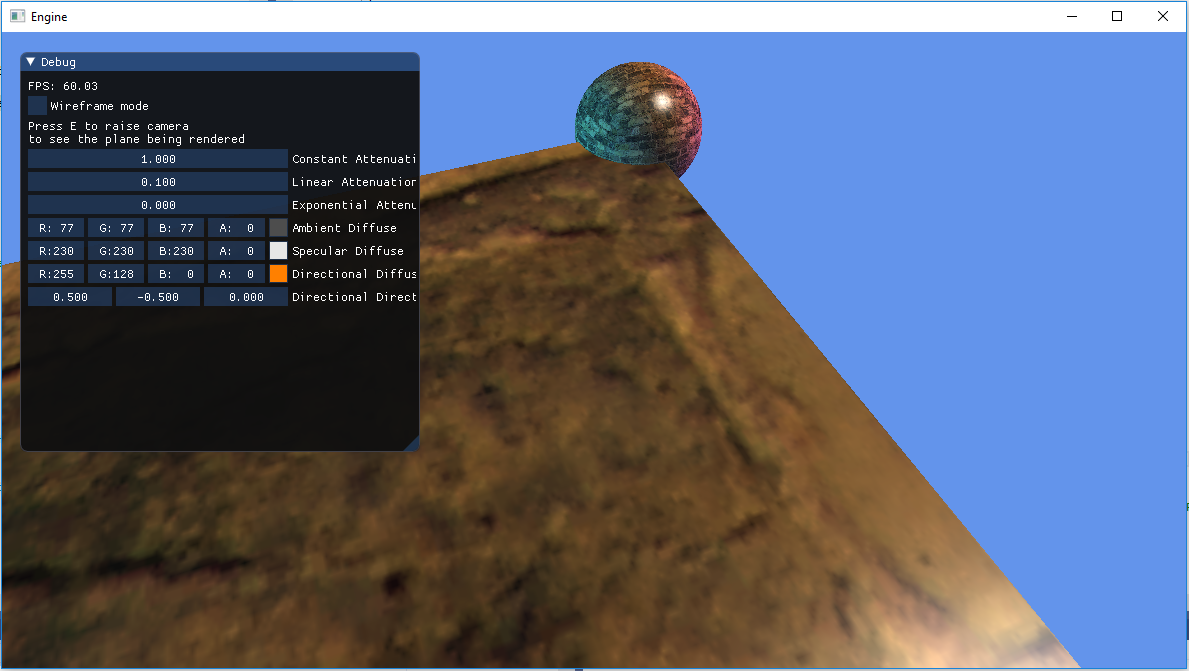 Engine
Debug
FPS: 60.03
Wireframe mode
Press E to raise camera
to see the plane being rendered
1.000 Constant Attenuati
0.100 Linear Attenuation
0.000 Exponential Attenu
R: 77 G: 77 B: 77 A: 0 Ambient Diffuse
R:230 G:230 B:230 A: 0 Specular Diffuse
R:255 G:128 B: 0 A: 0 Directional Diffus
0.500 -0.500 0.000 Directional Direct